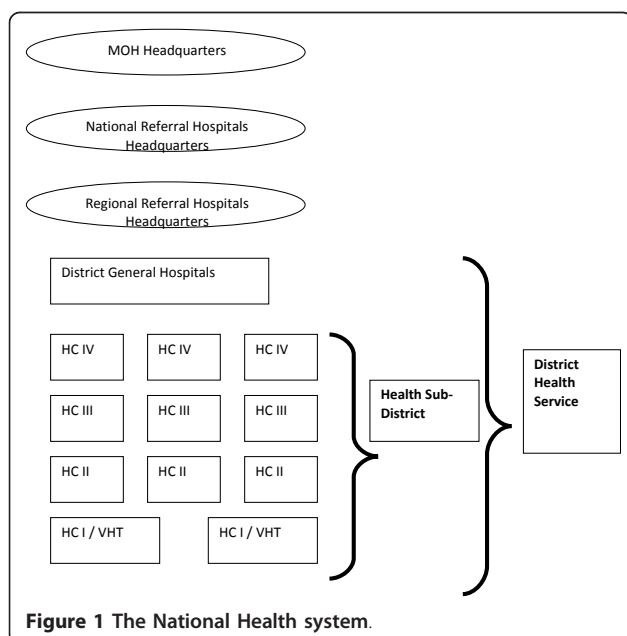 MOH Headquarters
National Referral Hospitals
Headquarters
Regional Referral Hospitals
Headquarters
District General Hospitals
HC IV HC IV HC IV
HC III HC III HC III
HC II HC II HC II
HC I / VHT HC I / VHT
Health Sub-
District
District
Health
Service
Figure 1 The National Health system.